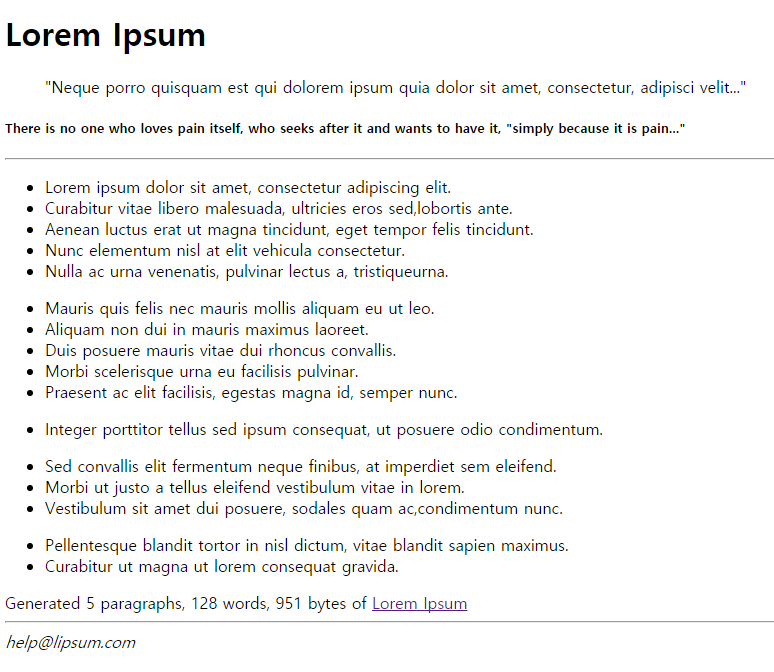 Lorem Ipsum
"Neque porro quisquam est qui dolorem ipsum quia dolor sit amet, consectetur, adipisci velit..."
There is no one who loves pain itself, who seeks after it and wants to have it, "simply because it is pain..."
• Lorem ipsum dolor sit amet, consectetur adipiscing elit.
• Curabitur vitae libero malesuada, ultricies eros sed,lobortis ante.
• Aenean luctus erat ut magna tincidunt, eget tempor felis tincidunt.
• Nunc elementum nisl at elit vehicula consectetur.
• Nulla ac urna venenatis, pulvinar lectus a, tristiqueurna.
• Mauris quis felis nec mauris mollis aliquam eu ut leo.
• Aliquam non dui in mauris maximus laoreet.
• Duis posuere mauris vitae dui rhoncus convallis.
• Morbi scelerisque urna eu facilisis pulvinar.
• Praesent ac elit facilisis, egestas magna id, semper nunc.
• Integer porttitor tellus sed ipsum consequat, ut posuere odio condimentum.
• Sed convallis elit fermentum neque finibus, at imperdiet sem eleifend.
• Morbi ut justo a tellus eleifend vestibulum vitae in lorem.
• Vestibulum sit amet dui posuere, sodales quam ac,condimentum nunc.
• Pellentesque blandit tortor in nisl dictum, vitae blandit sapien maximus.
• Curabitur ut magna ut lorem consequat gravida.
Generated 5 paragraphs, 128 words, 951 bytes of Lorem Ipsum
help@lipsum.com